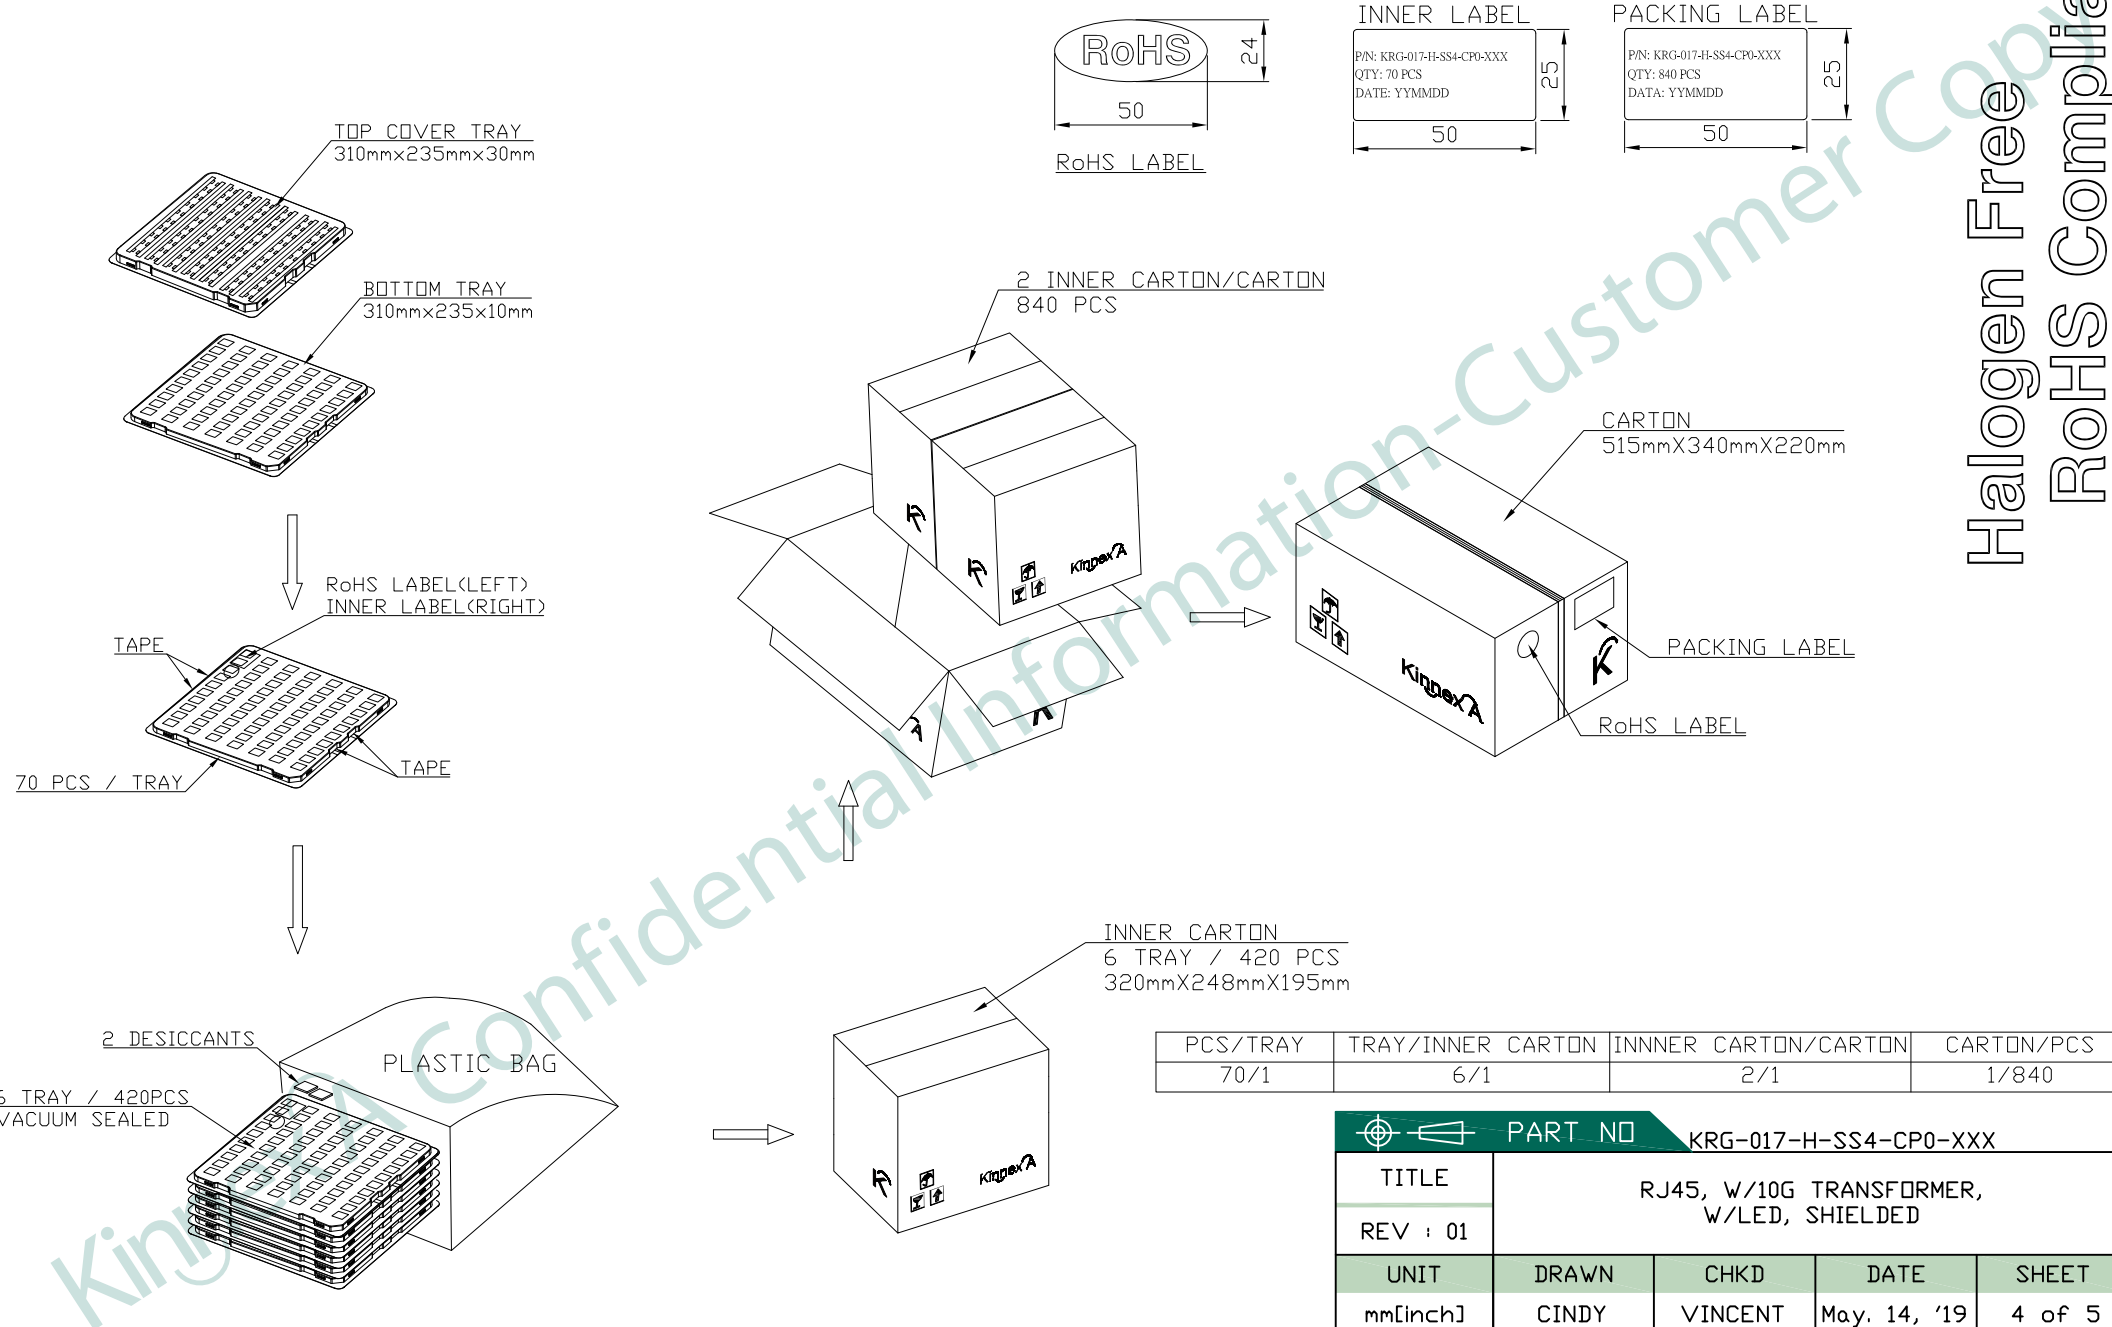 RoHS
24
50
RoHS LABEL
INNER LABEL
P/N: KRG-017-H-SS4-CP0-XXX
QTY: 70 PCS
DATE: YYMMDD
25
50
PACKING LABEL
P/N: KRG-017-H-SS4-CP0-XXX
QTY: 840 PCS
DATA: YYMMDD
25
50
Halogen Free
RoHS
TOP COVER TRAY
310mmx235mmx30mm
BOTTOM TRAY
310mmx235x10mm
RoHS LABEL(LEFT)
INNER LABEL(RIGHT)
TAPE
TAPE
70 PCS / TRAY
2 DESICCANTS
PLASTIC BAG
TRAY / 420PCS
VACUUM SEALED
2 INNER CARTON/CARTON
840 PCS
KinnexA
CARTON
515mmX340mmX220mm
PACKING LABEL
RoHS LABEL
KinnexA
INNER CARTON
6 TRAY / 420 PCS
320mmX248mmX195mm
KinnexA
PCS/TRAY TRAY/INNER CARTON INNNER CARTON/CARTON CARTON/PCS
70/1 6/1 2/1 1/840
PART NO KRG-017-H-SS4-CP0-XXX
TITLE
RJ45, W/10G TRANSFORMER,
W/LED, SHIELDED
REV : 01
UNIT DRAWN CHKD DATE SHEET
mm[inch] CINDY VINCENT May. 14, '19 4 of 5
KinnexA Confidential Information-Customer Copy